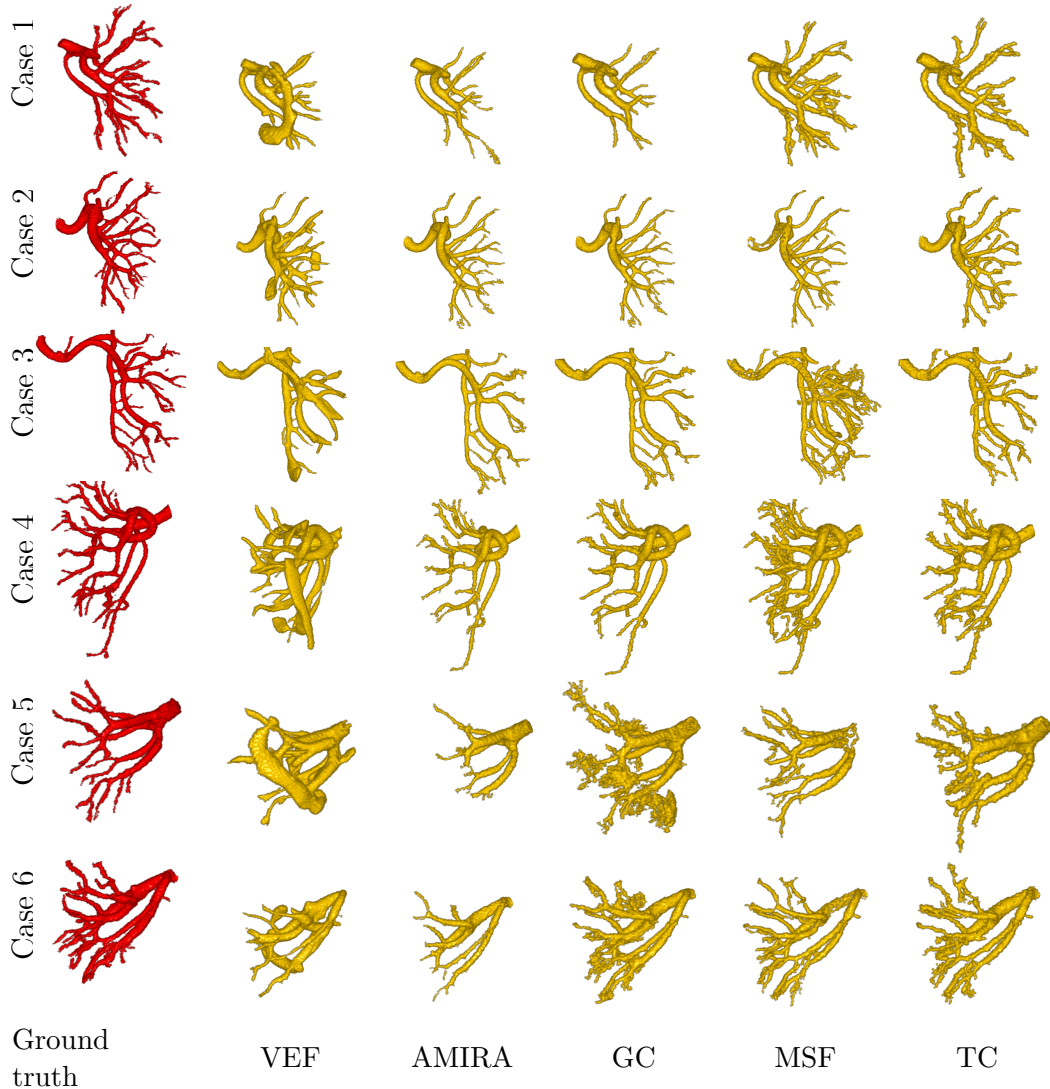 Case 1
Case 2
Case 3
Case 4
Case 5
Case 6
Ground
truth
VEF
AMIRA
GC
MSF
TC